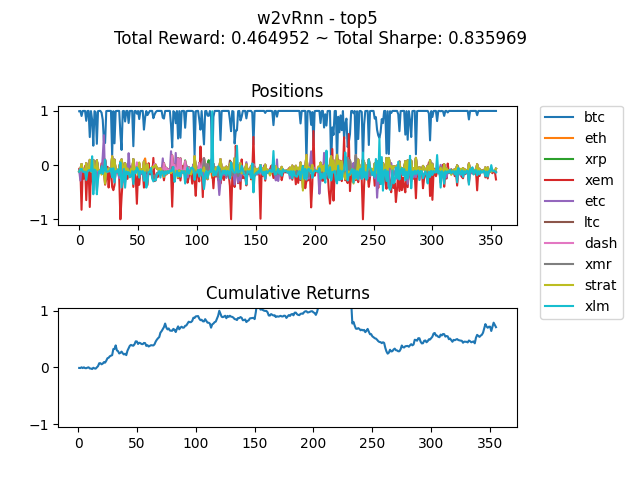 w2vRnn - top5
Total Reward: 0.464952 ~ Total Sharpe: 0.835969
Positions
1
0
−1
0 50 100 150 200 250 300 350
btc
eth
xrp
xem
etc
ltc
dash
xmr
strat
xlm
Cumulative Returns
1
0
−1
0 50 100 150 200 250 300 350